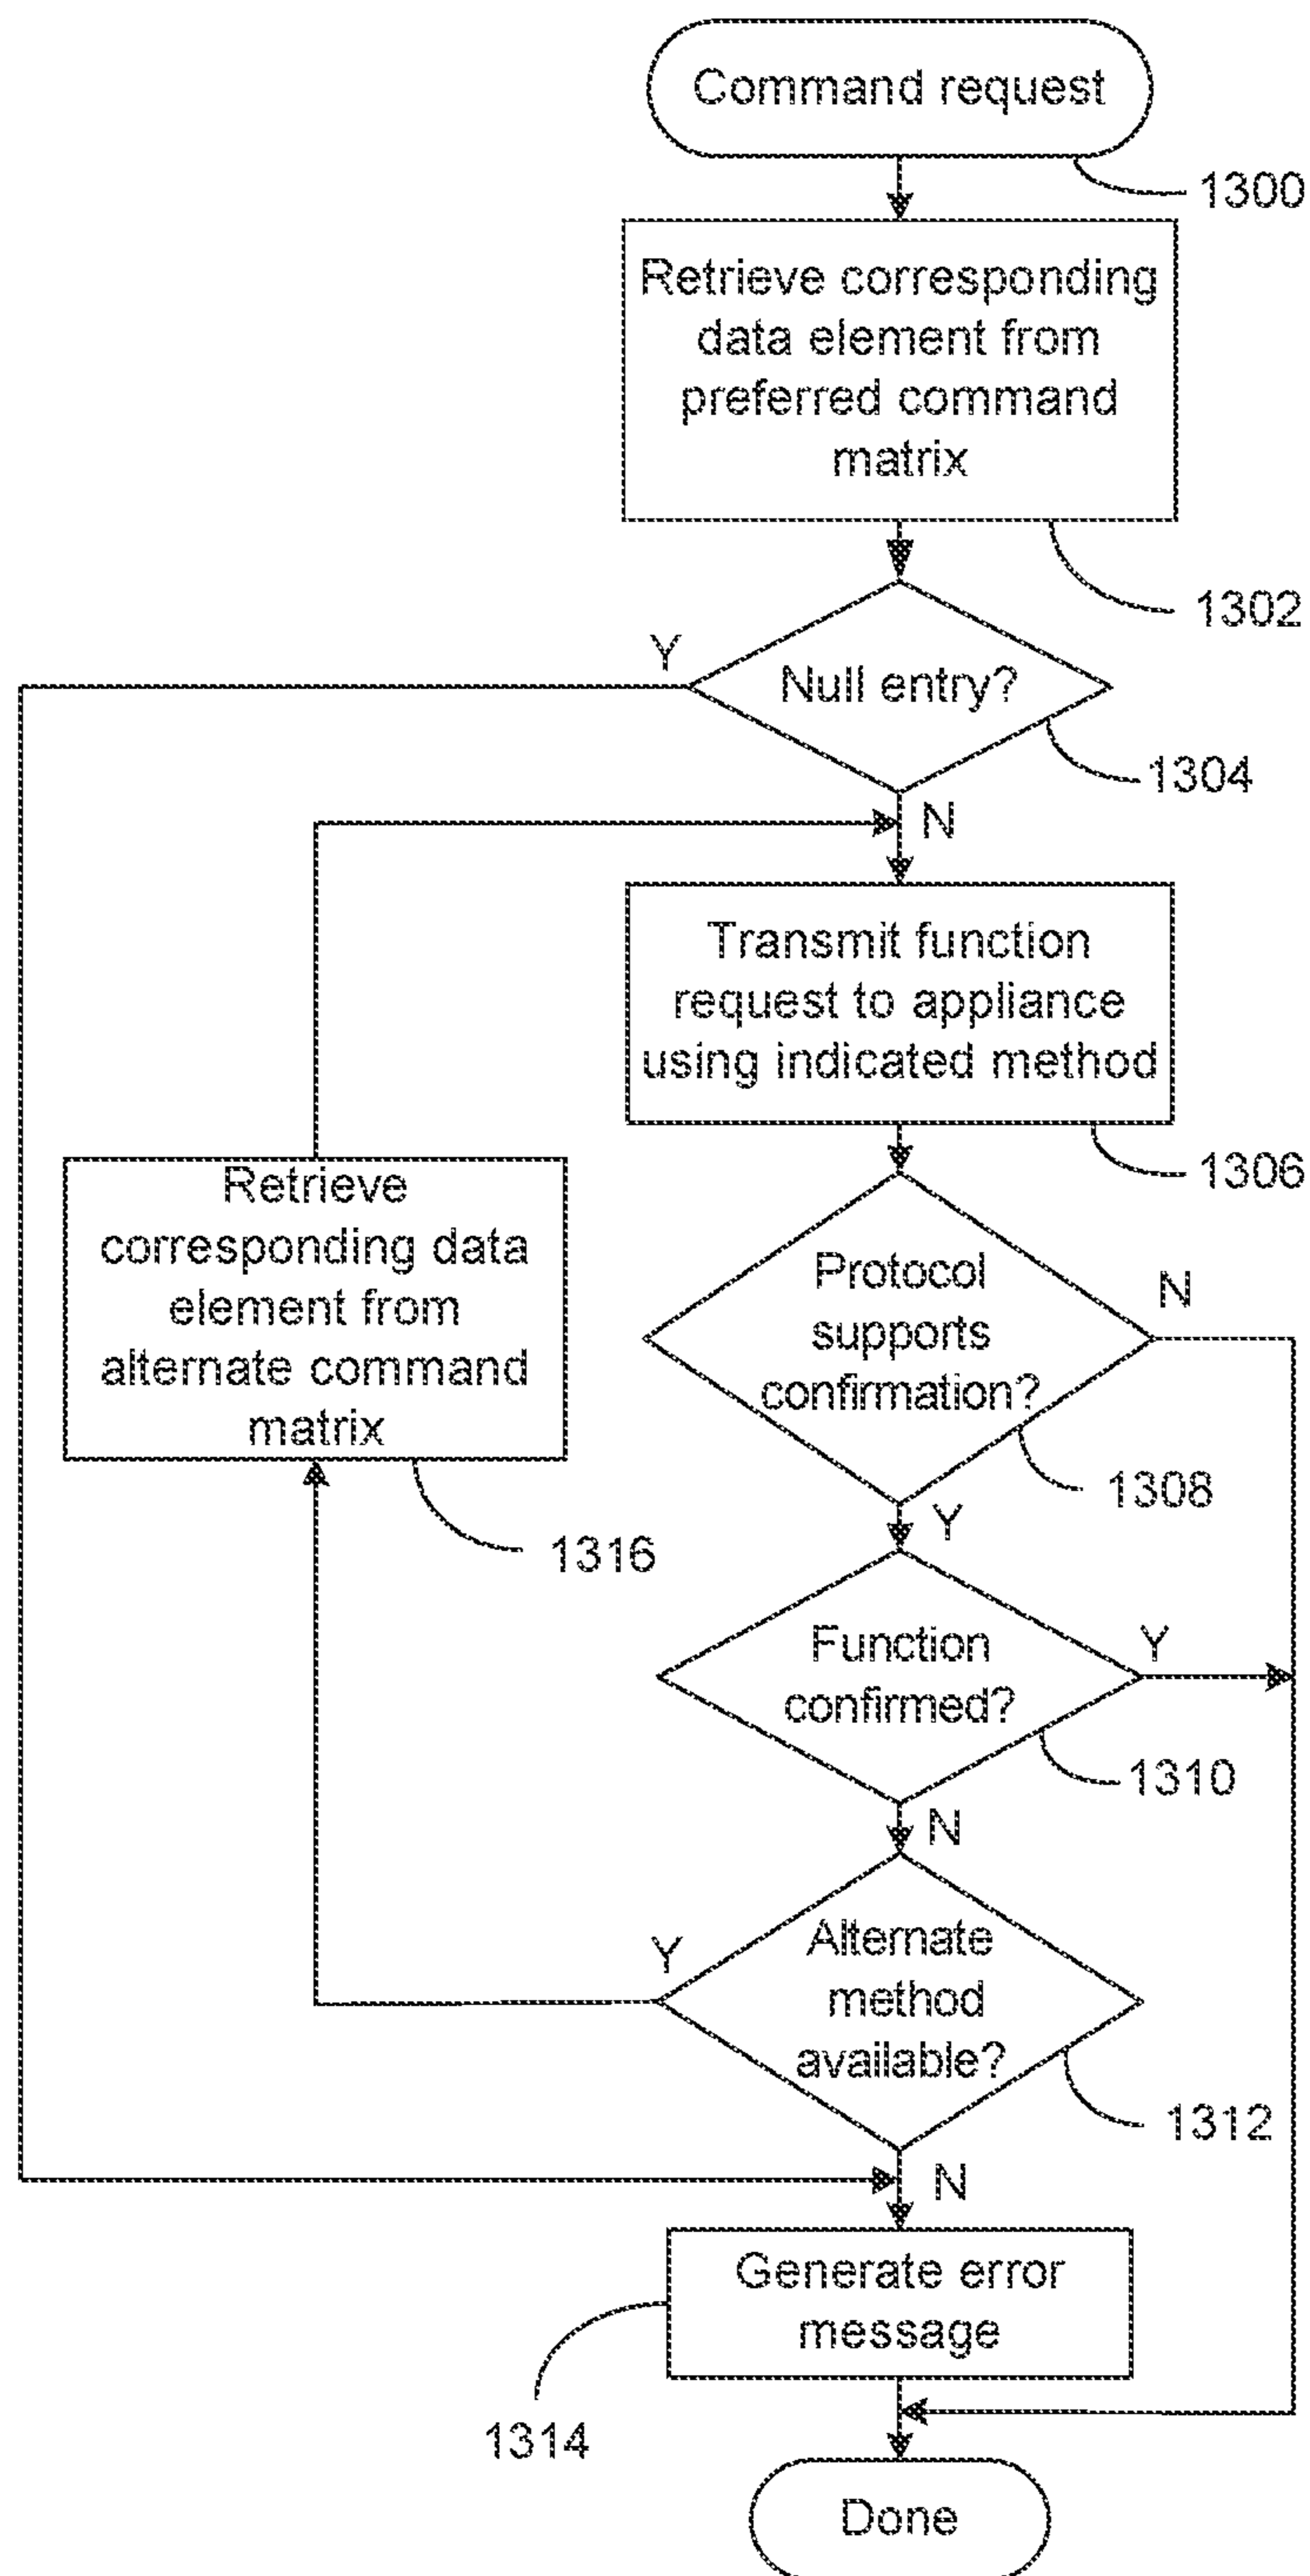 Command request
1300
Retrieve corresponding
data element from
preferred command
matrix
1302
Y
Null entry?
1304
N
Transmit function
request to appliance
using indicated method
1306
Retrieve
corresponding data
element from
alternate command
matrix
1316
Protocol
supports
confirmation?
N
1308
Y
Function
confirmed?
Y
1310
N
Alternate
method
available?
Y
1312
N
Generate error
message
1314
Done